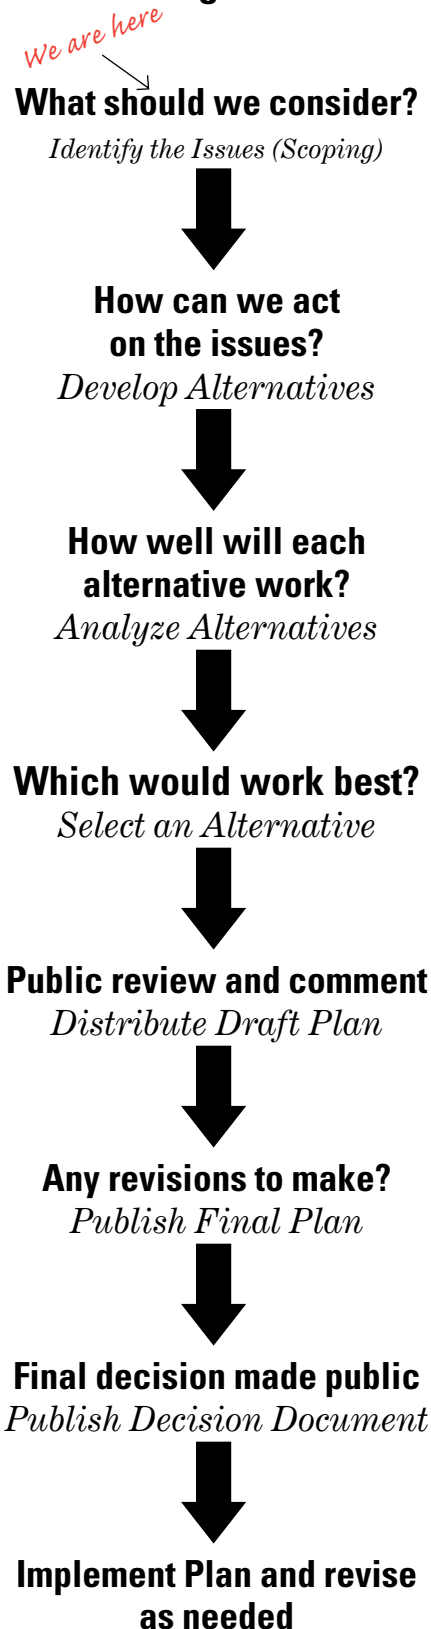 We are here
What should we consider?
Identify the Issues (Scoping)
How can we act
on the issues?
Develop Alternatives
How well will each
alternative work?
Analyze Alternatives
Which would work best?
Select an Alternative
Public review and comment
Distribute Draft Plan
Any revisions to make?
Publish Final Plan
Final decision made public
Publish Decision Document
Implement Plan and revise
as needed